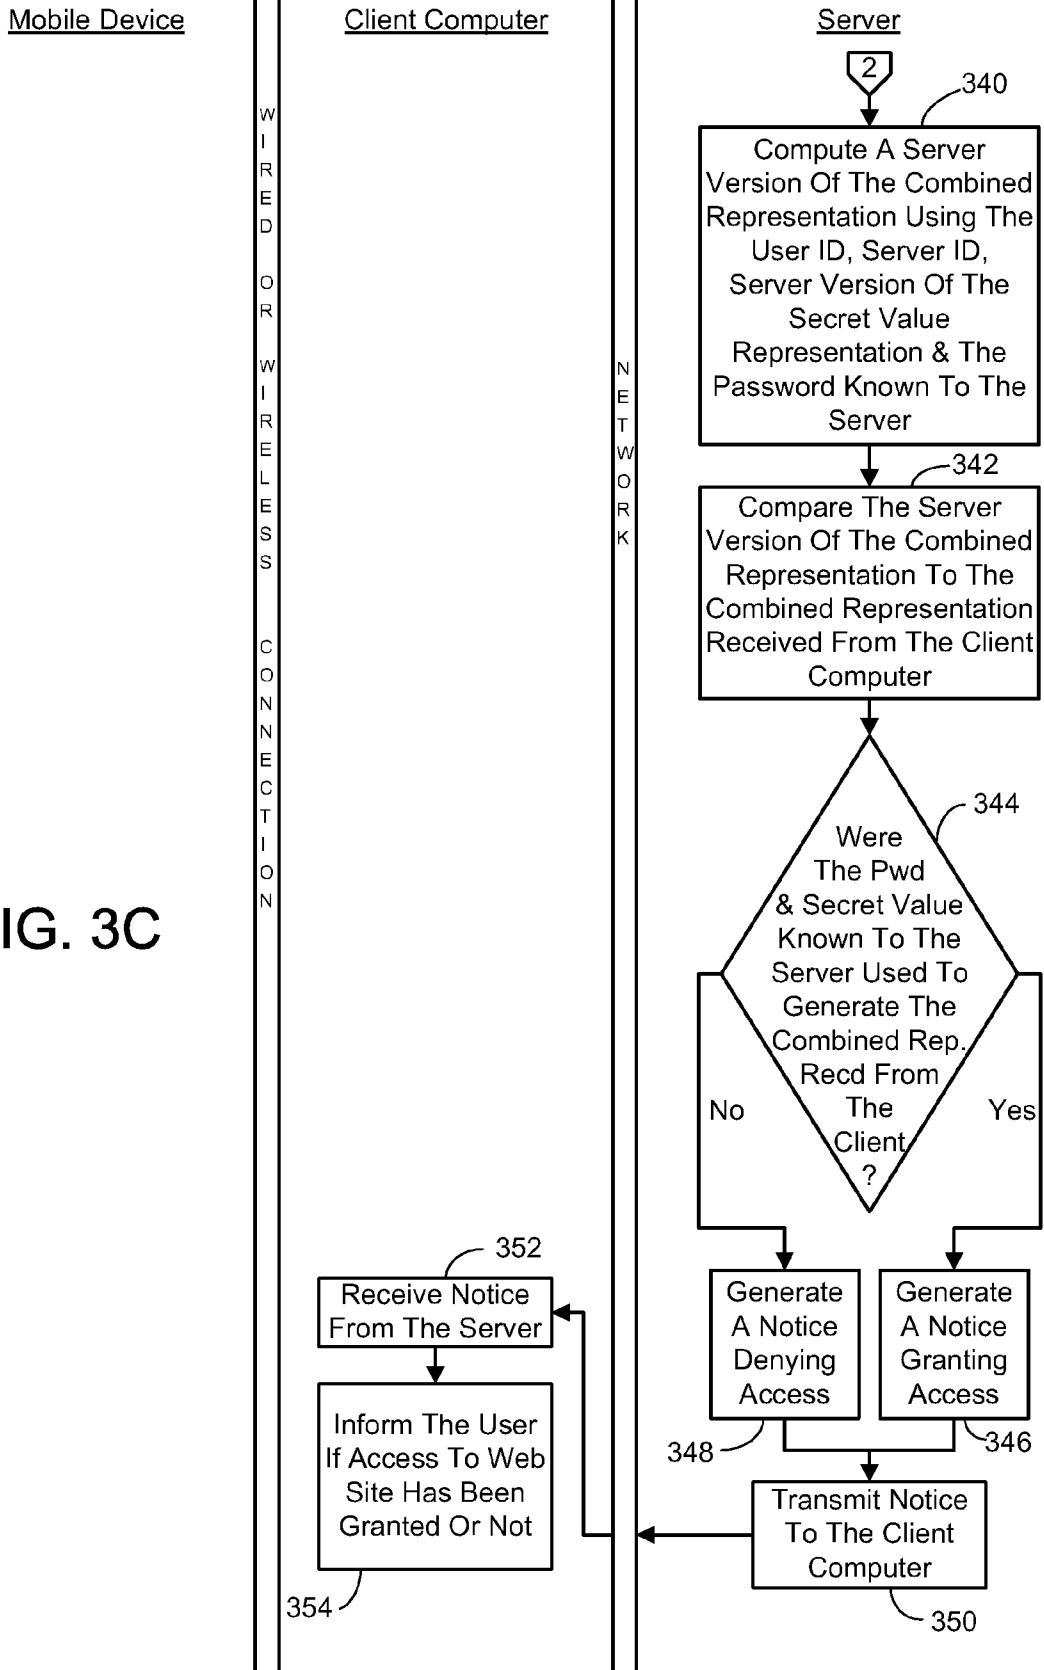 Mobile Device
Client Computer
Server
2
340
Compute A Server
Version Of The Combined
Representation Using The
User ID, Server ID,
Server Version Of The
Secret Value
Representation & The
Password Known To The
Server
342
Compare The Server
Version Of The Combined
Representation To The
Combined Representation
Received From The Client
Computer
344
Were
The Pwd
& Secret Value
Known To The
Server Used To
Generate The
Combined Rep.
Recd From
The
Client
?
No
Yes
WIRED OR WIRELESS CONNECTION
NETWORK
IG. 3C
352
Receive Notice
From The Server
Inform The User
If Access To Web
Site Has Been
Granted Or Not
354
Generate
A Notice
Denying
Access
348
Generate
A Notice
Granting
Access
346
Transmit Notice
To The Client
Computer
350